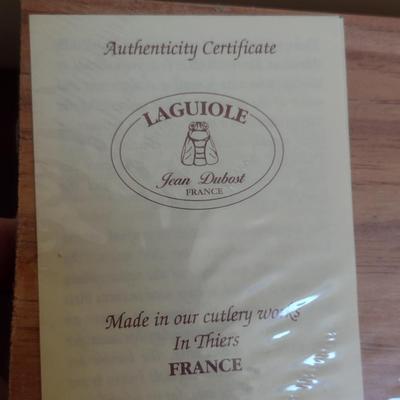 Authenticity Certificate
LAGUIOLE
Jean Dubost
FRANCE
Made in our cutlery works
In Thiers
FRANCE